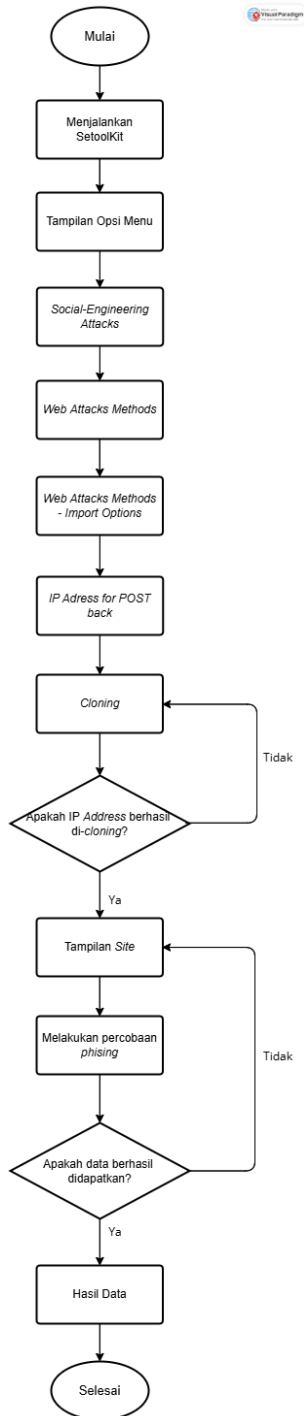 Visual Paradigm
Mulai
Menjalankan
SetoolKit
Tampilan Opsi Menu
Social-Engineering
Attacks
Web Attacks Methods
Web Attacks Methods
- Import Options
IP Adress for POST
back
Cloning
Tidak
Apakah IP Address berhasil
di-cloning?
Ya
Tampilan Site
Melakukan percobaan
phising
Tidak
Apakah data berhasil
didapatkan?
Ya
Hasil Data
Selesai